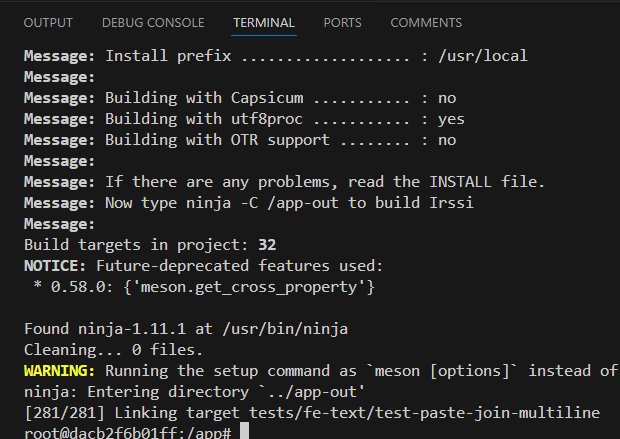 OUTPUT DEBUG CONSOLE TERMINAL PORTS COMMENTS
Message: Install prefix ................... : /usr/local
Message:
Message: Building with Capsicum ........... : no
Message: Building with utf8proc ........... : yes
Message: Building with OTR support ........ : no
Message:
Message: If there are any problems, read the INSTALL file.
Message: Now type ninja -C /app-out to build Irssi
Message:
Build targets in project: 32
NOTICE: Future-deprecated features used:
 * 0.58.0: {'meson.get_cross_property'}

Found ninja-1.11.1 at /usr/bin/ninja
Cleaning... 0 files.
WARNING: Running the setup command as `meson [options]` instead of
ninja: Entering directory `../app-out'
[281/281] Linking target tests/fe-text/test-paste-join-multiline
root@dacb2f6b01ff:/app#